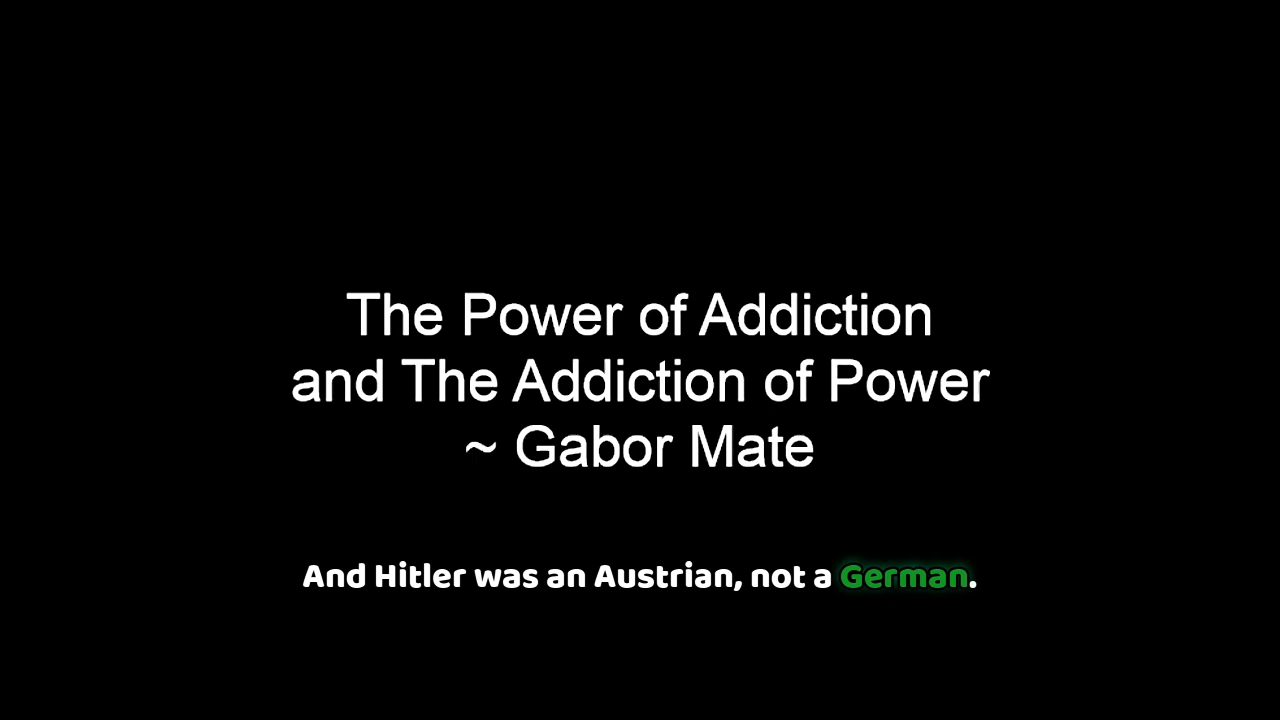 The Power of Addiction
and The Addiction of Power
~ Gabor Mate
And Hitler was an Austrian, not a German.